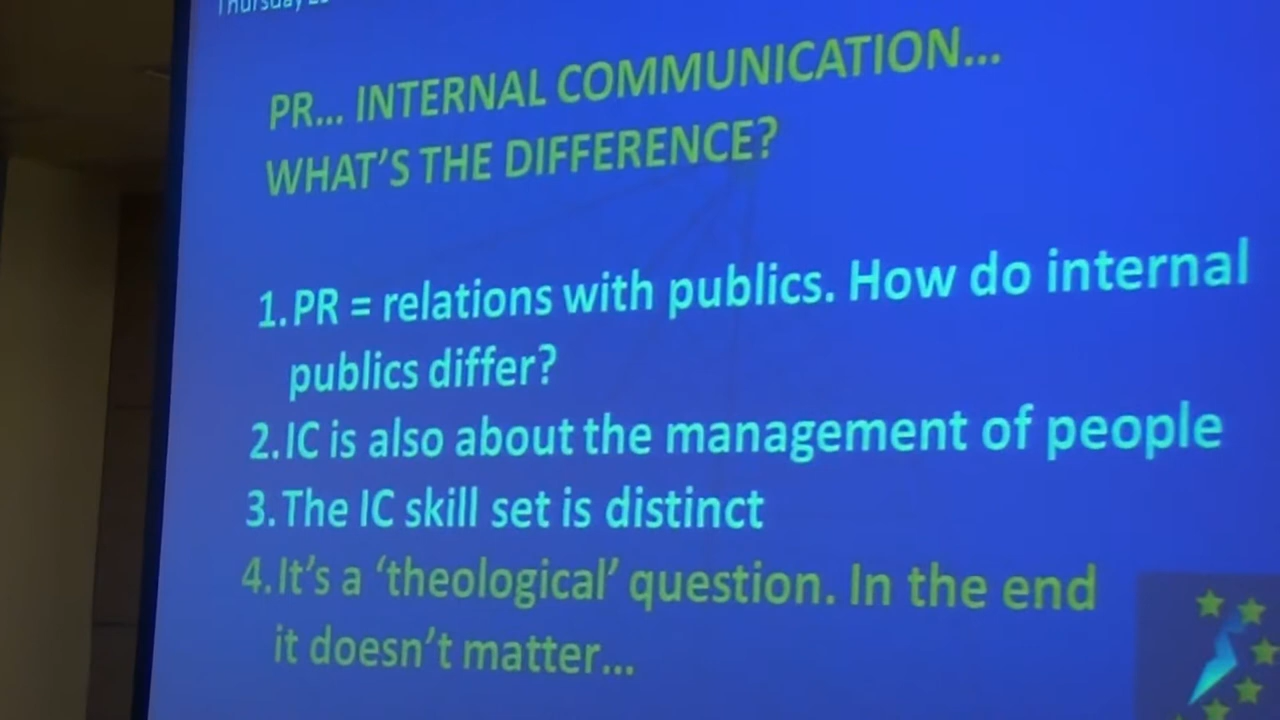 Thursday
PR... INTERNAL COMMUNICATION...
WHAT'S THE DIFFERENCE?
1. PR = relations with publics. How do internal
publics differ?
2. IC is also about the management of people
3. The IC skill set is distinct
4. It's a ‘theological’ question. In the end
it doesn't matter...